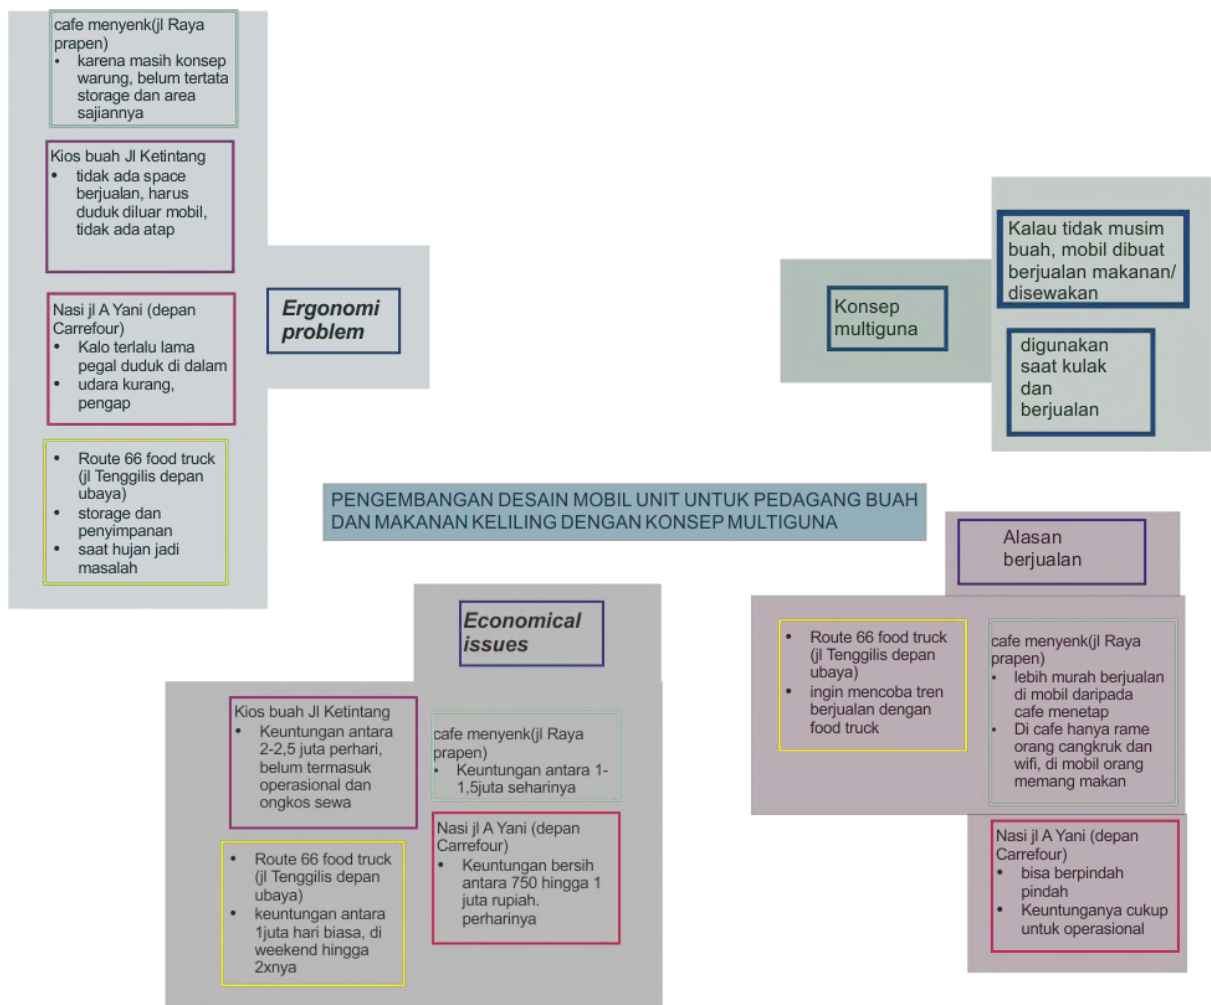 cafe menyenk(jl Raya
prapen)
• karena masih konsep
warung, belum tertata
storage dan area
sajiannya
Kios buah Jl Ketintang
• tidak ada space
berjualan, harus
duduk diluar mobil,
tidak ada atap
Nasi jl A Yani (depan
Carrefour)
• Kalo terlalu lama
pegal duduk di dalam
• udara kurang,
pengap
• Route 66 food truck
(jl Tenggilis depan
ubaya)
• storage dan
penyimpanan
• saat hujan jadi
masalah
Ergonomi
problem
Konsep
multiguna
Kalau tidak musim
buah, mobil dibuat
berjualan makanan/
disewakan
digunakan
saat kulak
dan
berjualan
PENGEMBANGAN DESAIN MOBIL UNIT UNTUK PEDAGANG BUAH
DAN MAKANAN KELILING DENGAN KONSEP MULTIGUNA
Economical
issues
Kios buah Jl Ketintang
• Keuntungan antara
2-2,5 juta perhari,
belum termasuk
operasional dan
ongkos sewa
cafe menyenk(jl Raya
prapen)
• Keuntungan antara 1-
1,5juta seharinya
• Route 66 food truck
(jl Tenggilis depan
ubaya)
• keuntungan antara
1juta hari biasa, di
weekend hingga
2xnya
Nasi jl A Yani (depan
Carrefour)
• Keuntungan bersih
antara 750 hingga 1
juta rupiah.
perharinya
Alasan
berjualan
• Route 66 food truck
(jl Tenggilis depan
ubaya)
• ingin mencoba tren
berjualan dengan
food truck
cafe menyenk(jl Raya
prapen)
• lebih murah berjualan
di mobil daripada
cafe menetap
• Di cafe hanya rame
orang cangkruk dan
wifi, di mobil orang
memang makan
Nasi jl A Yani (depan
Carrefour)
• bisa berpindah
pindah
• Keuntunganya cukup
untuk operasional